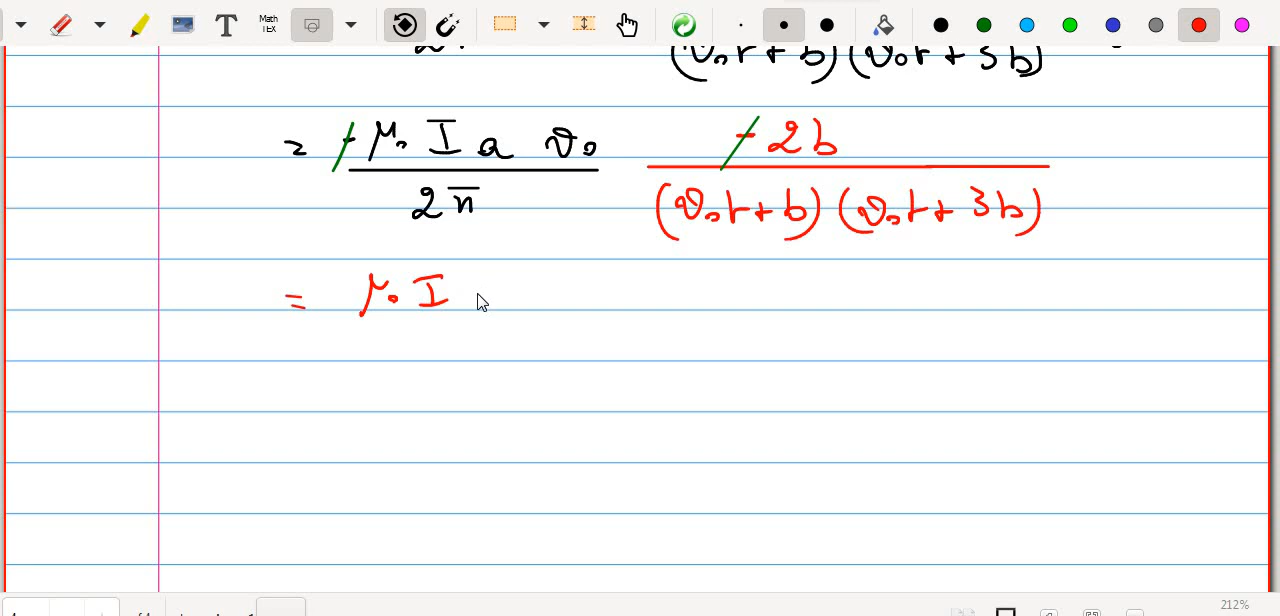 T Math TEX
(v₀t + b)(v₀t + 3b)
= - μ₀ I a v₀ / 2π - 2b / (v₀t + b)(v₀t + 3b)
= μ₀ I
212%